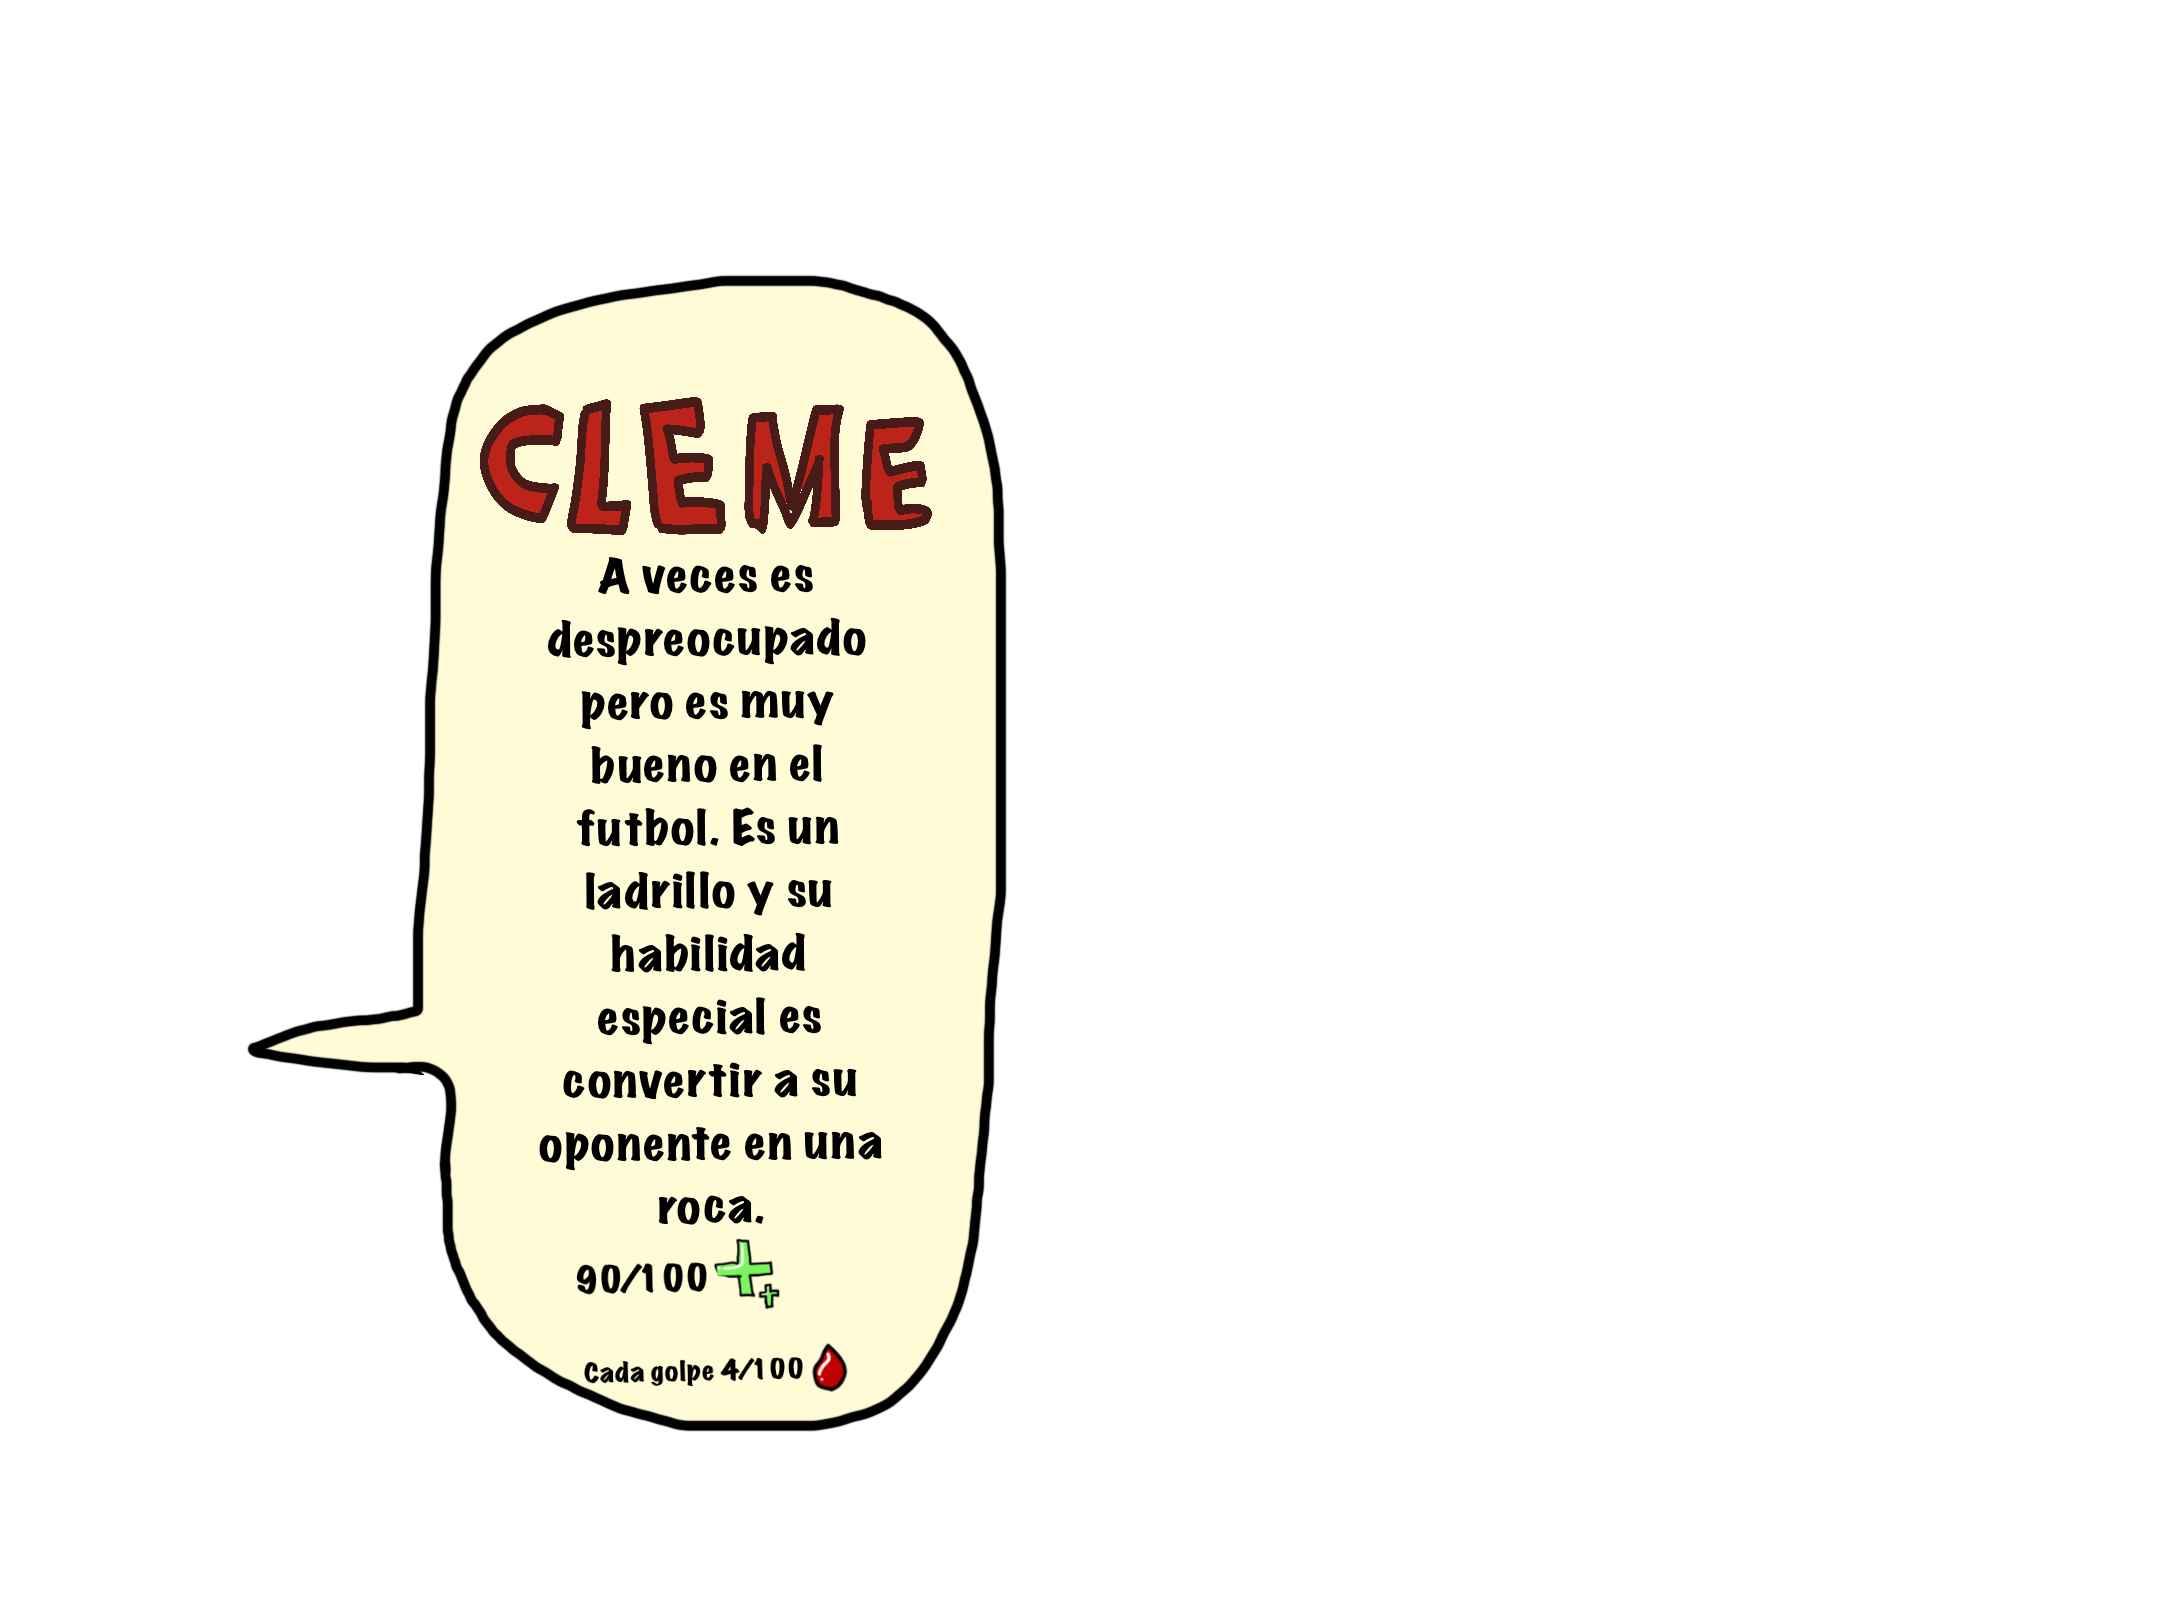 CLEME
A veces es
despreocupado
pero es muy
bueno en el
futbol. Es un
ladrillo y su
habilidad
especial es
convertir a su
oponente en una
roca.
90/100
Cada golpe 4/100